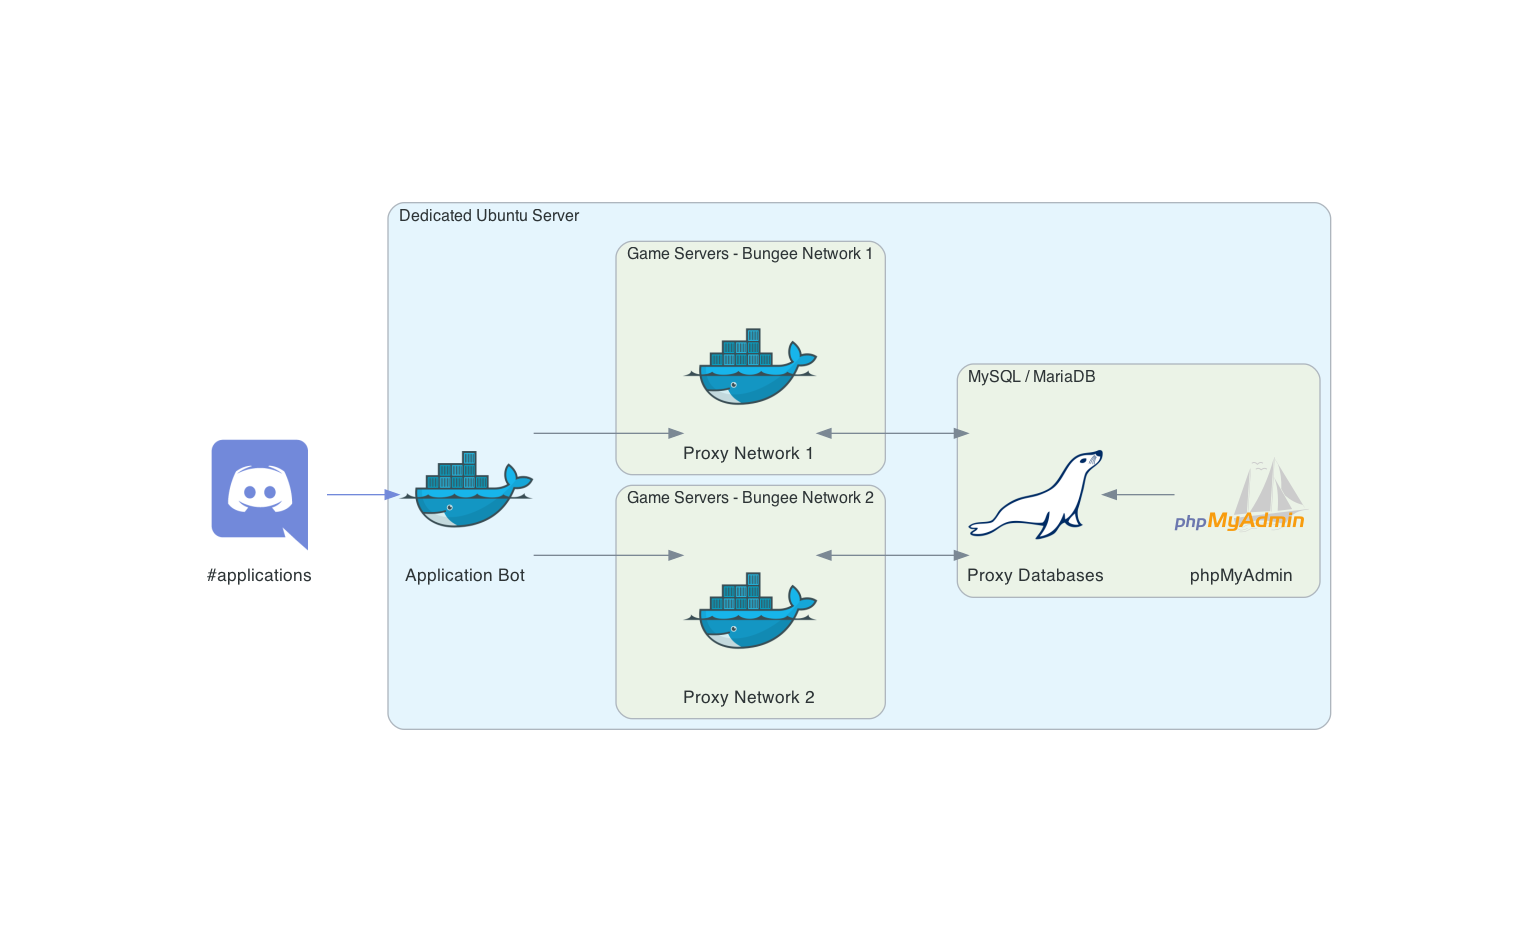 Dedicated Ubuntu Server
Game Servers - Bungee Network 1
Proxy Network 1
MySQL / MariaDB
#applications
Application Bot
Game Servers - Bungee Network 2
Proxy Network 2
Proxy Databases
phpMyAdmin
phpMyAdmin